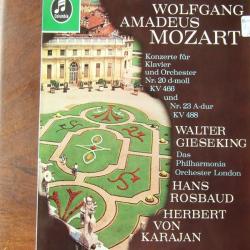 Columbia
WOLFGANG
AMADEUS
MOZART
Konzerte für
Klavier
und Orchester
Nr. 20 d-moll
KV 466
und
Nr. 23 A-dur
KV 488
WALTER
GIESEKING
Das
Philharmonia
Orchester London
HANS
ROSBAUD
HERBERT
VON
KARAJAN